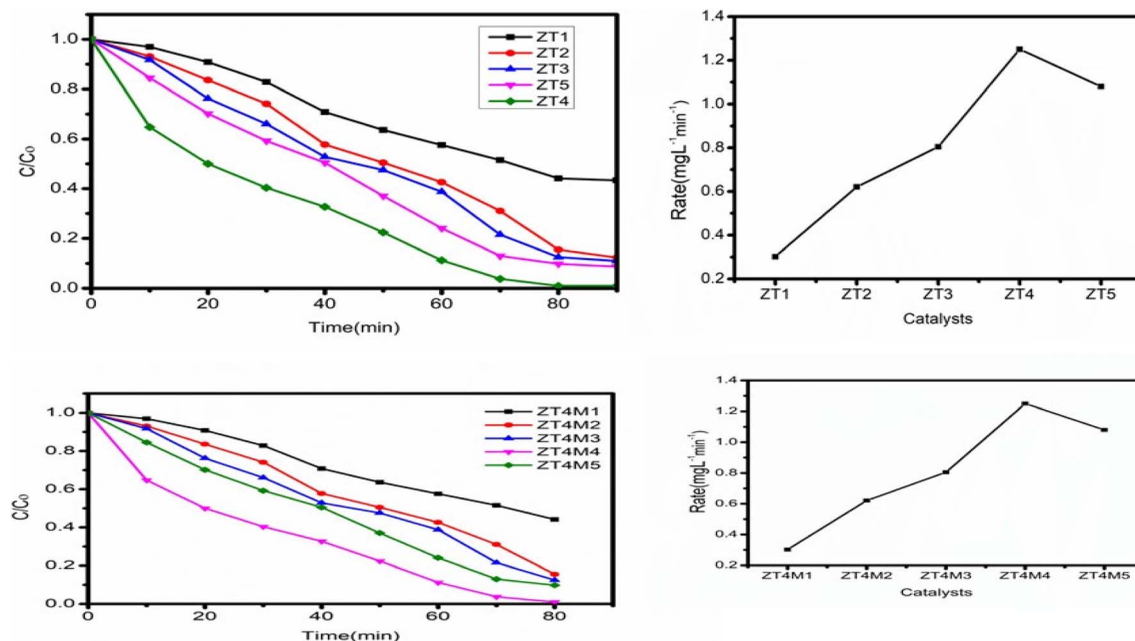 1.0
0.8
0.6
0.4
0.2
0.0
C/C₀
0
20
40
60
80
Time(min)
ZT1
ZT2
ZT3
ZT5
ZT4
1.4
1.2
1.0
0.8
0.6
0.4
0.2
Rate(mgL⁻¹min⁻¹)
ZT1
ZT2
ZT3
ZT4
ZT5
Catalysts
1.0
0.8
0.6
0.4
0.2
0.0
C/C₀
0
20
40
60
80
Time(min)
ZT4M1
ZT4M2
ZT4M3
ZT4M4
ZT4M5
1.4
1.2
1.0
0.8
0.6
0.4
0.2
Rate(mgL⁻¹min⁻¹)
ZT4M1
ZT4M2
ZT4M3
ZT4M4
ZT4M5
Catalysts